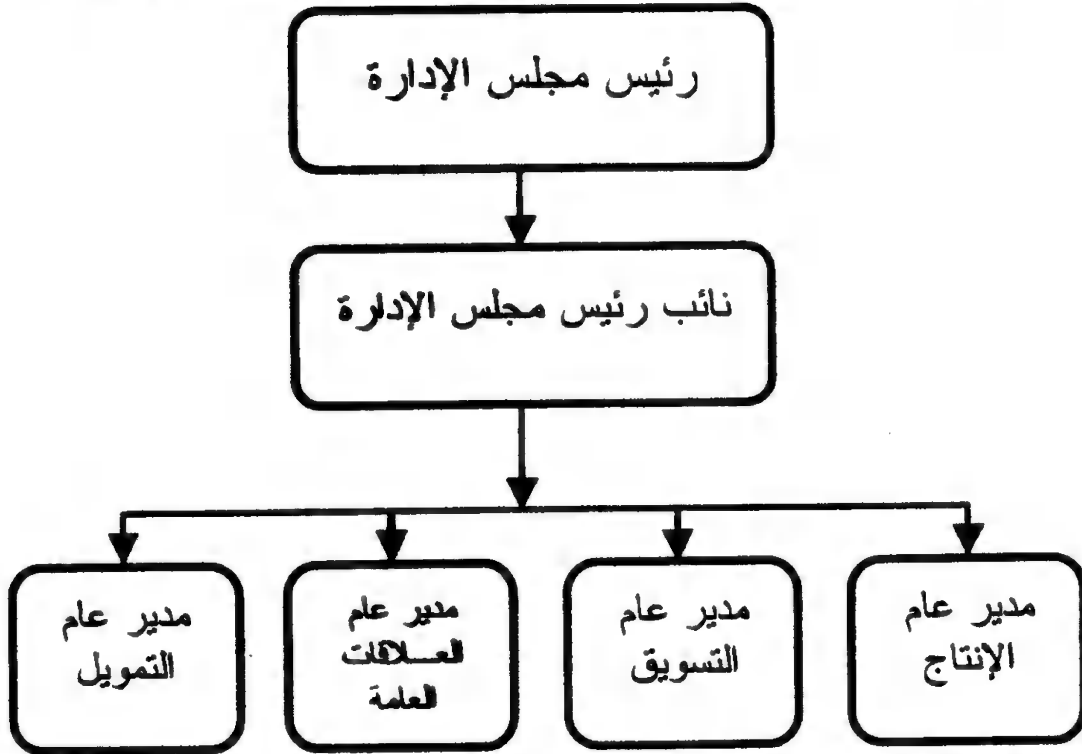 رئيس مجلس الإدارة
نائب رئيس مجلس الإدارة
مدير عام
الإنتاج
مدير عام
التسويق
مدير عام
العلاقات
العامة
مدير عام
التمويل